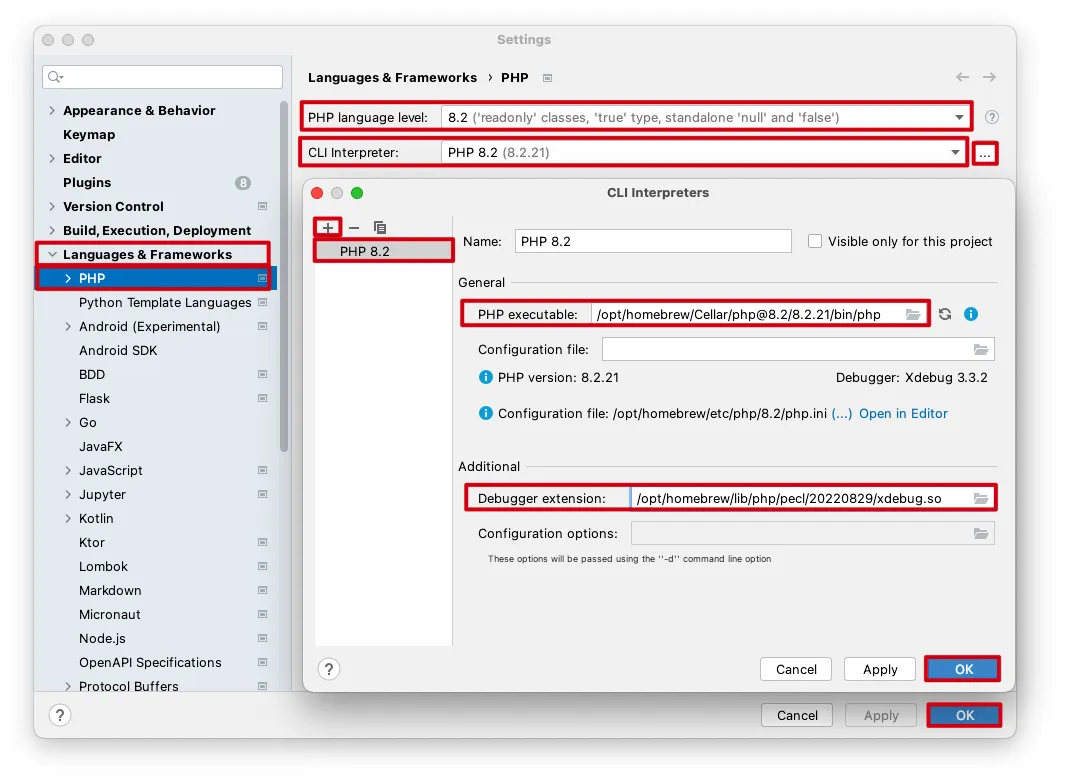 Settings
Languages & Frameworks › PHP
Appearance & Behavior
Keymap
Editor
Plugins 8
Version Control
Build, Execution, Deployment
Languages & Frameworks
PHP
Python Template Languages
Android (Experimental)
Android SDK
BDD
Flask
Go
JavaFX
JavaScript
Jupyter
Kotlin
Ktor
Lombok
Markdown
Micronaut
Node.js
OpenAPI Specifications
Protocol Buffers
PHP language level: 8.2 ('readonly' classes, 'true' type, standalone 'null' and 'false') ?
CLI Interpreter: PHP 8.2 (8.2.21) ...
CLI Interpreters
PHP 8.2
Name: PHP 8.2 Visible only for this project
General
PHP executable: /opt/homebrew/Cellar/php@8.2/8.2.21/bin/php
Configuration file:
PHP version: 8.2.21 Debugger: Xdebug 3.3.2
Configuration file: /opt/homebrew/etc/php/8.2/php.ini (...) Open in Editor
Additional
Debugger extension: /opt/homebrew/lib/php/pecl/20220829/xdebug.so
Configuration options:
These options will be passed using the ''-d'' command line option
? Cancel Apply OK
? Cancel Apply OK